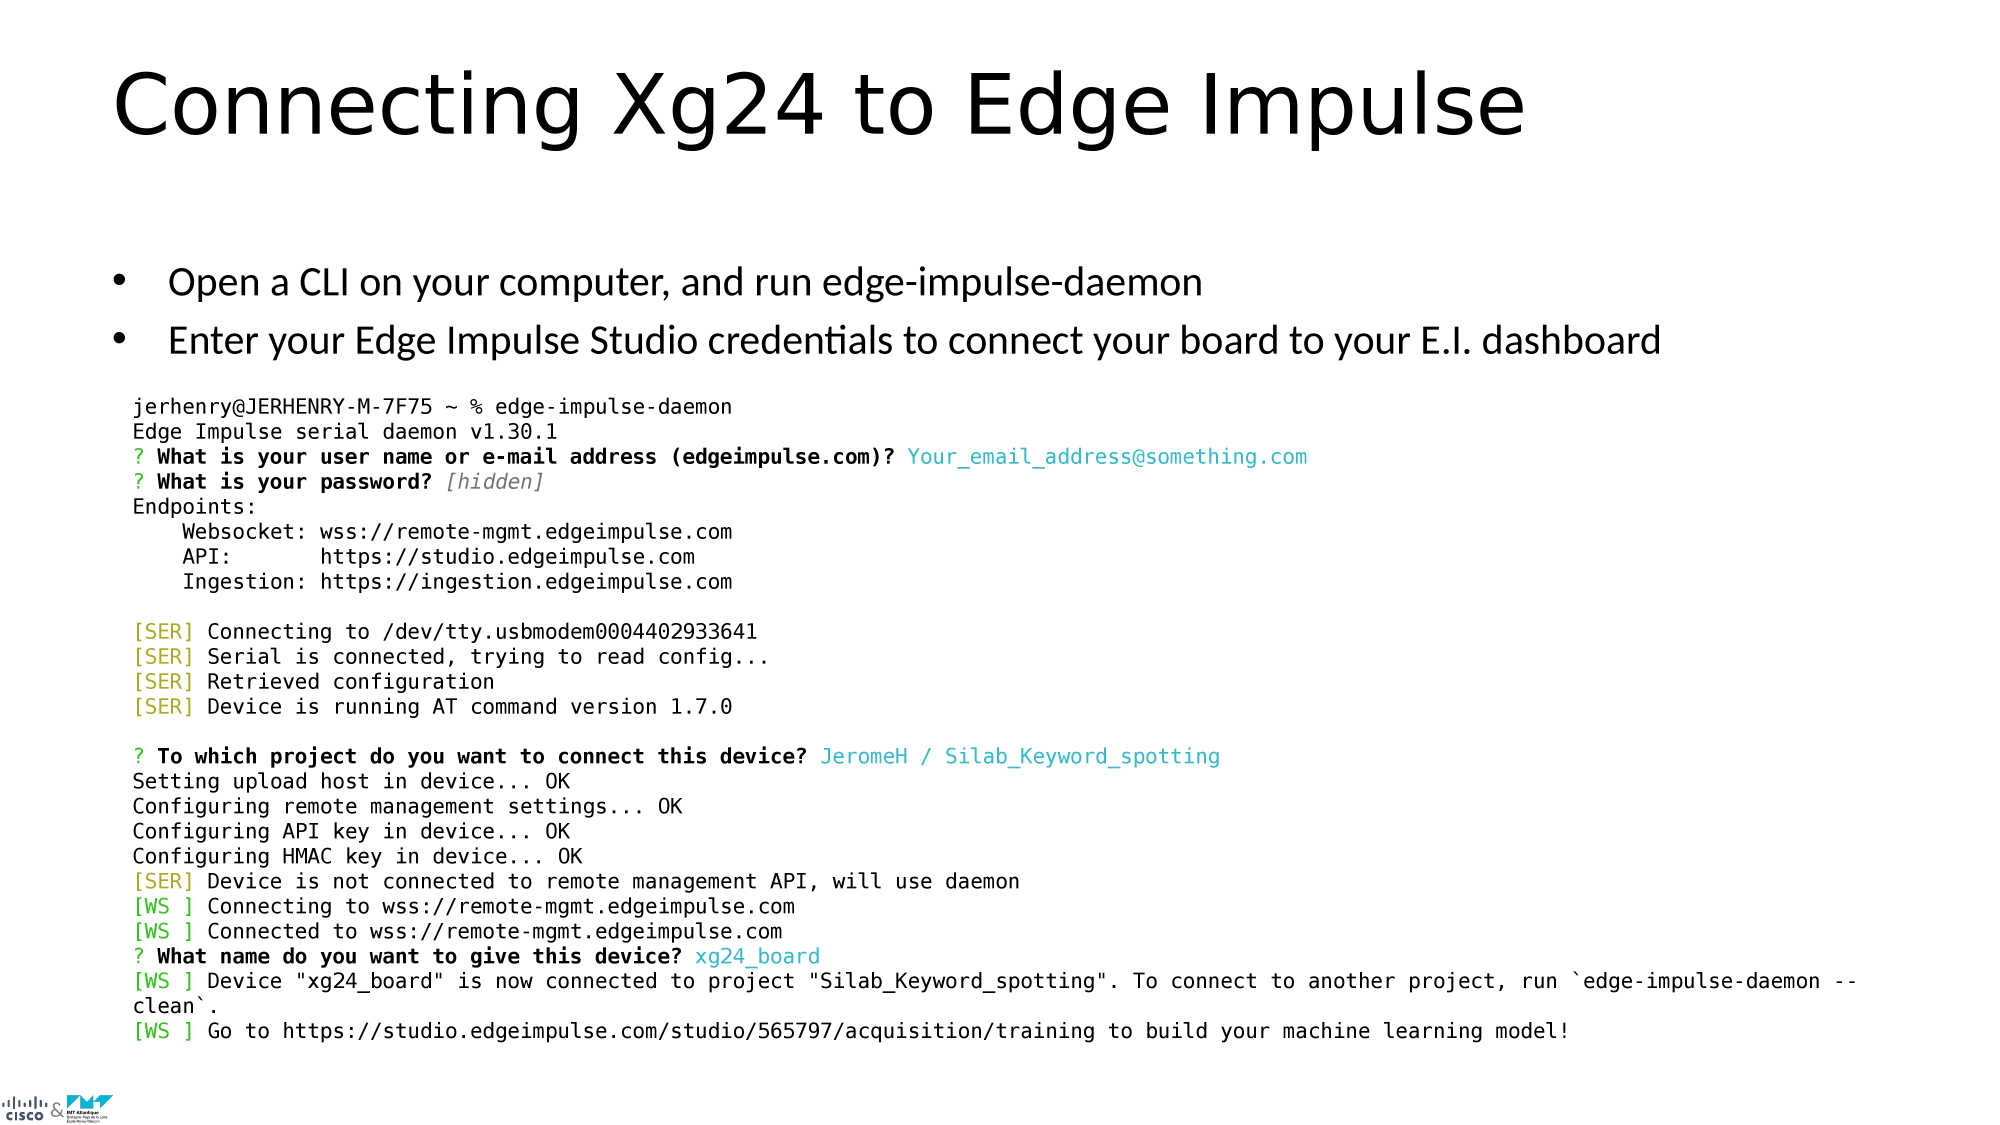 Connecting Xg24 to Edge Impulse
• Open a CLI on your computer, and run edge-impulse-daemon
• Enter your Edge Impulse Studio credentials to connect your board to your E.I. dashboard
jerhenry@JERHENRY-M-7F75 ~ % edge-impulse-daemon
Edge Impulse serial daemon v1.30.1
? What is your user name or e-mail address (edgeimpulse.com)? Your_email_address@something.com
? What is your password? [hidden]
Endpoints:
    Websocket: wss://remote-mgmt.edgeimpulse.com
    API:       https://studio.edgeimpulse.com
    Ingestion: https://ingestion.edgeimpulse.com
[SER] Connecting to /dev/tty.usbmodem0004402933641
[SER] Serial is connected, trying to read config...
[SER] Retrieved configuration
[SER] Device is running AT command version 1.7.0
? To which project do you want to connect this device? JeromeH / Silab_Keyword_spotting
Setting upload host in device... OK
Configuring remote management settings... OK
Configuring API key in device... OK
Configuring HMAC key in device... OK
[SER] Device is not connected to remote management API, will use daemon
[WS ] Connecting to wss://remote-mgmt.edgeimpulse.com
[WS ] Connected to wss://remote-mgmt.edgeimpulse.com
? What name do you want to give this device? xg24_board
[WS ] Device "xg24_board" is now connected to project "Silab_Keyword_spotting". To connect to another project, run `edge-impulse-daemon --
clean`.
[WS ] Go to https://studio.edgeimpulse.com/studio/565797/acquisition/training to build your machine learning model!
CISCO & IMT Atlantique